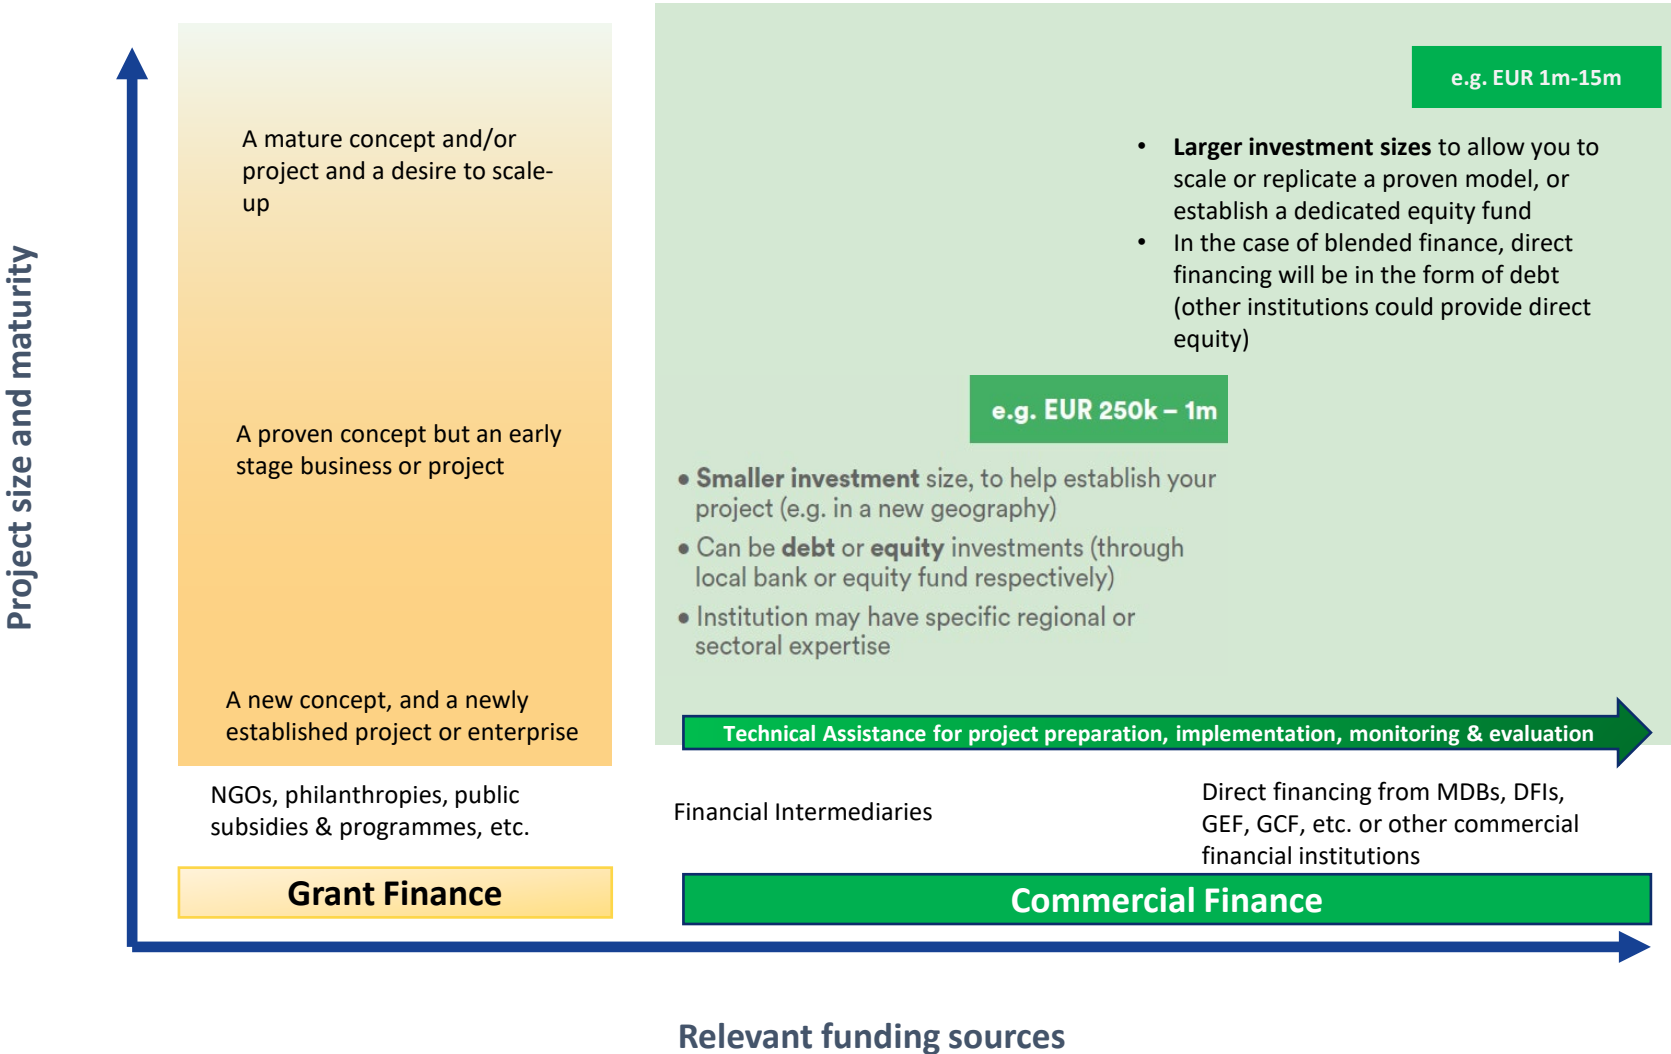 Project size and maturity
A mature concept and/or
project and a desire to scale-
up
A proven concept but an early
stage business or project
A new concept, and a newly
established project or enterprise
NGOs, philanthropies, public
subsidies & programmes, etc.
Grant Finance
e.g. EUR 1m-15m
• Larger investment sizes to allow you to
scale or replicate a proven model, or
establish a dedicated equity fund
• In the case of blended finance, direct
financing will be in the form of debt
(other institutions could provide direct
equity)
e.g. EUR 250k – 1m
• Smaller investment size, to help establish your
project (e.g. in a new geography)
• Can be debt or equity investments (through
local bank or equity fund respectively)
• Institution may have specific regional or
sectoral expertise
Technical Assistance for project preparation, implementation, monitoring & evaluation
Financial Intermediaries
Direct financing from MDBs, DFIs,
GEF, GCF, etc. or other commercial
financial institutions
Commercial Finance
Relevant funding sources